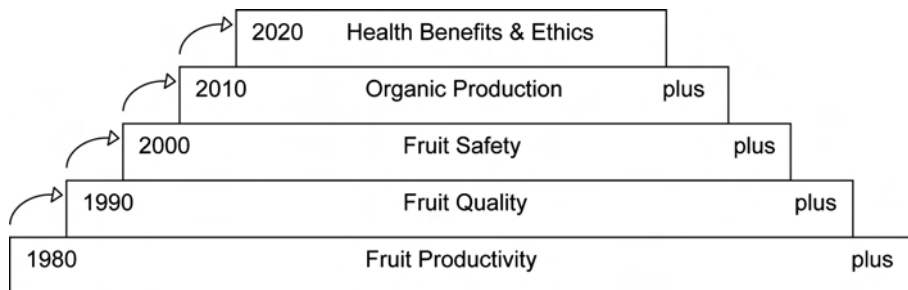 2020 Health Benefits & Ethics
2010 Organic Production plus
2000 Fruit Safety plus
1990 Fruit Quality plus
1980 Fruit Productivity plus